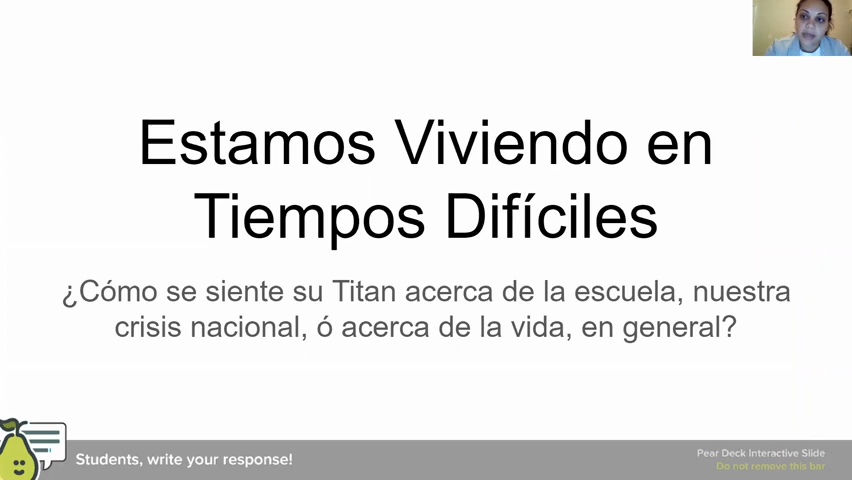 Estamos Viviendo en
Tiempos Difíciles
¿Cómo se siente su Titan acerca de la escuela, nuestra
crisis nacional, ó acerca de la vida, en general?
Students, write your response!
Pear Deck Interactive Slide
Do not remove this bar